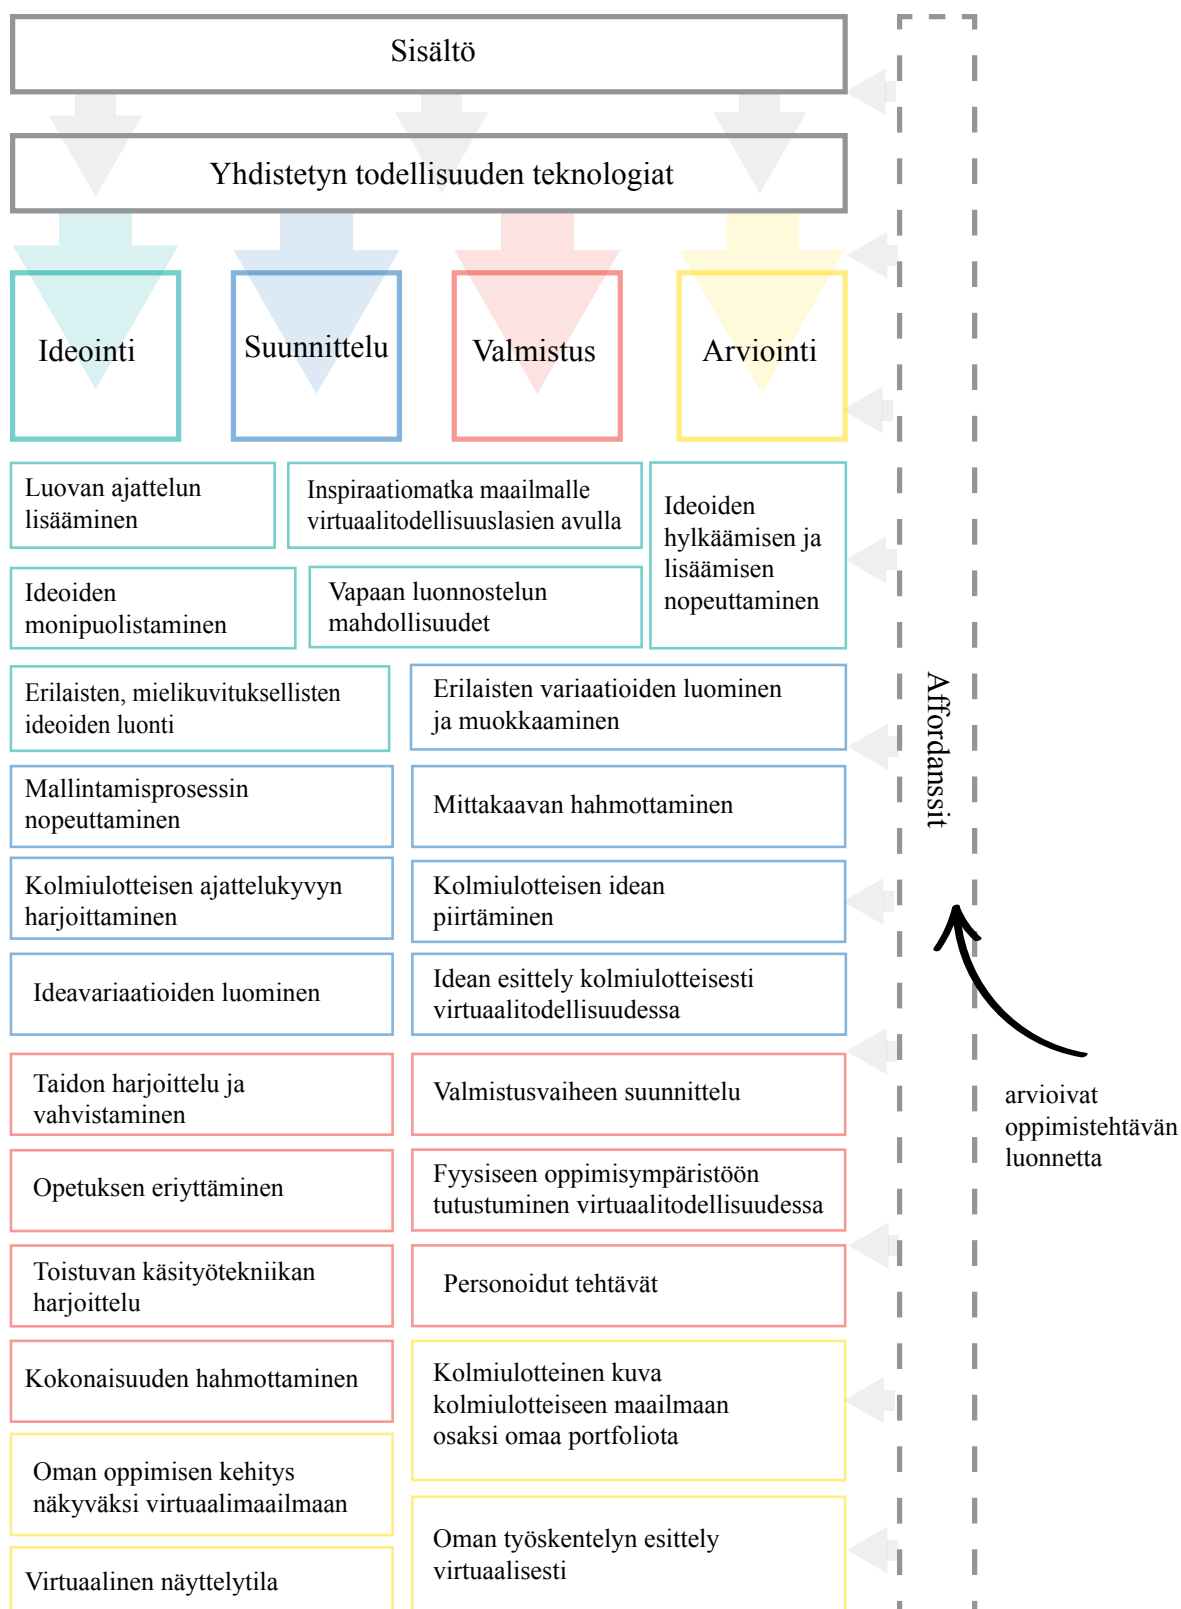 Sisältö
Yhdistetyn todellisuuden teknologiat
Ideointi
Suunnittelu
Valmistus
Arviointi
Luovan ajattelun
lisääminen
Inspiraatiomatka maailmalle
virtuaalitodellisuuslasien avulla
Ideoiden
hylkäämisen ja
lisäämisen
nopeuttaminen
Ideoiden
monipuolistaminen
Vapaan luonnostelun
mahdollisuudet
Erilaisten, mielikuvituksellisten
ideoiden luonti
Erilaisten variaatioiden luominen
ja muokkaaminen
Mallintamisprosessin
nopeuttaminen
Mittakaavan hahmottaminen
Kolmiulotteisen ajattelukyvyn
harjoittaminen
Kolmiulotteisen idean
piirtäminen
Ideavariaatioiden luominen
Idean esittely kolmiulotteisesti
virtuaalitodellisuudessa
Taidon harjoittelu ja
vahvistaminen
Valmistusvaiheen suunnittelu
Opetuksen eriyttäminen
Fyysiseen oppimisympäristöön
tutustuminen virtuaalitodellisuudessa
Toistuvan käsityötekniikan
harjoittelu
Personoidut tehtävät
Kokonaisuuden hahmottaminen
Kolmiulotteinen kuva
kolmiulotteiseen maailmaan
osaksi omaa portfoliota
Oman oppimisen kehitys
näkyväksi virtuaalimaailmaan
Oman työskentelyn esittely
virtuaalisesti
Virtuaalinen näyttelytila
Affordanssit
arvioivat
oppimistehtävän
luonnetta